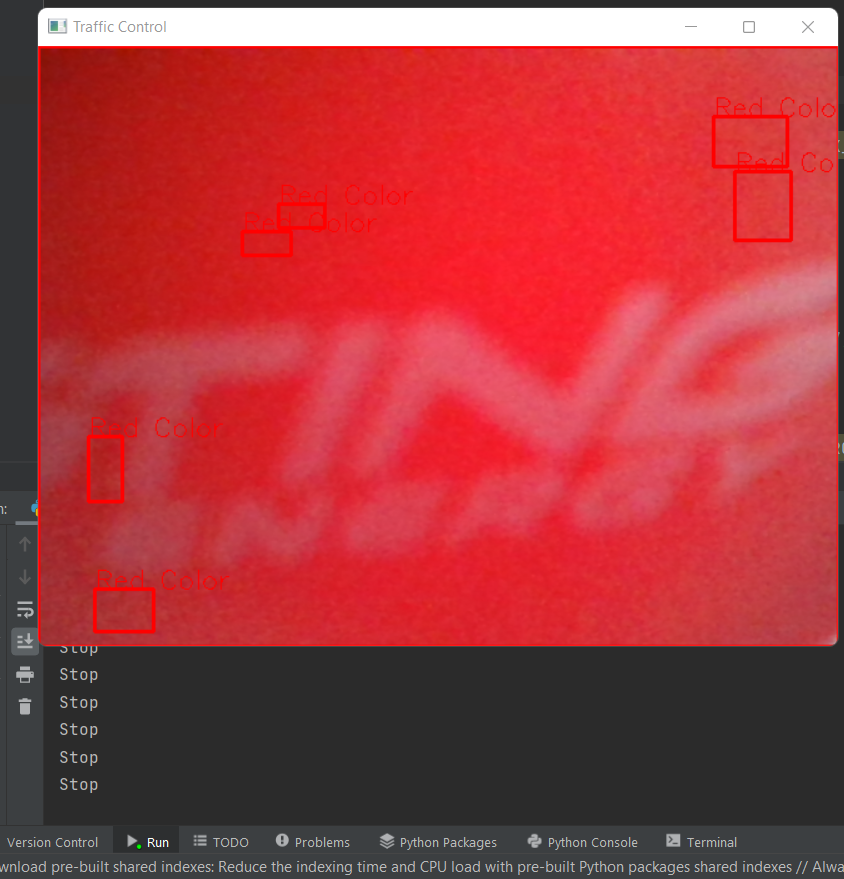 Traffic Control
Red Colo
Red Co
Red Color
Red Color
TING
ENERGY
Red Color
Red Color
n:
Stop
Stop
Stop
Stop
Stop
Stop
Version Control
Run
TODO
Problems
Python Packages
Python Console
Terminal
wnload pre-built shared indexes: Reduce the indexing time and CPU load with pre-built Python packages shared indexes // Alwa